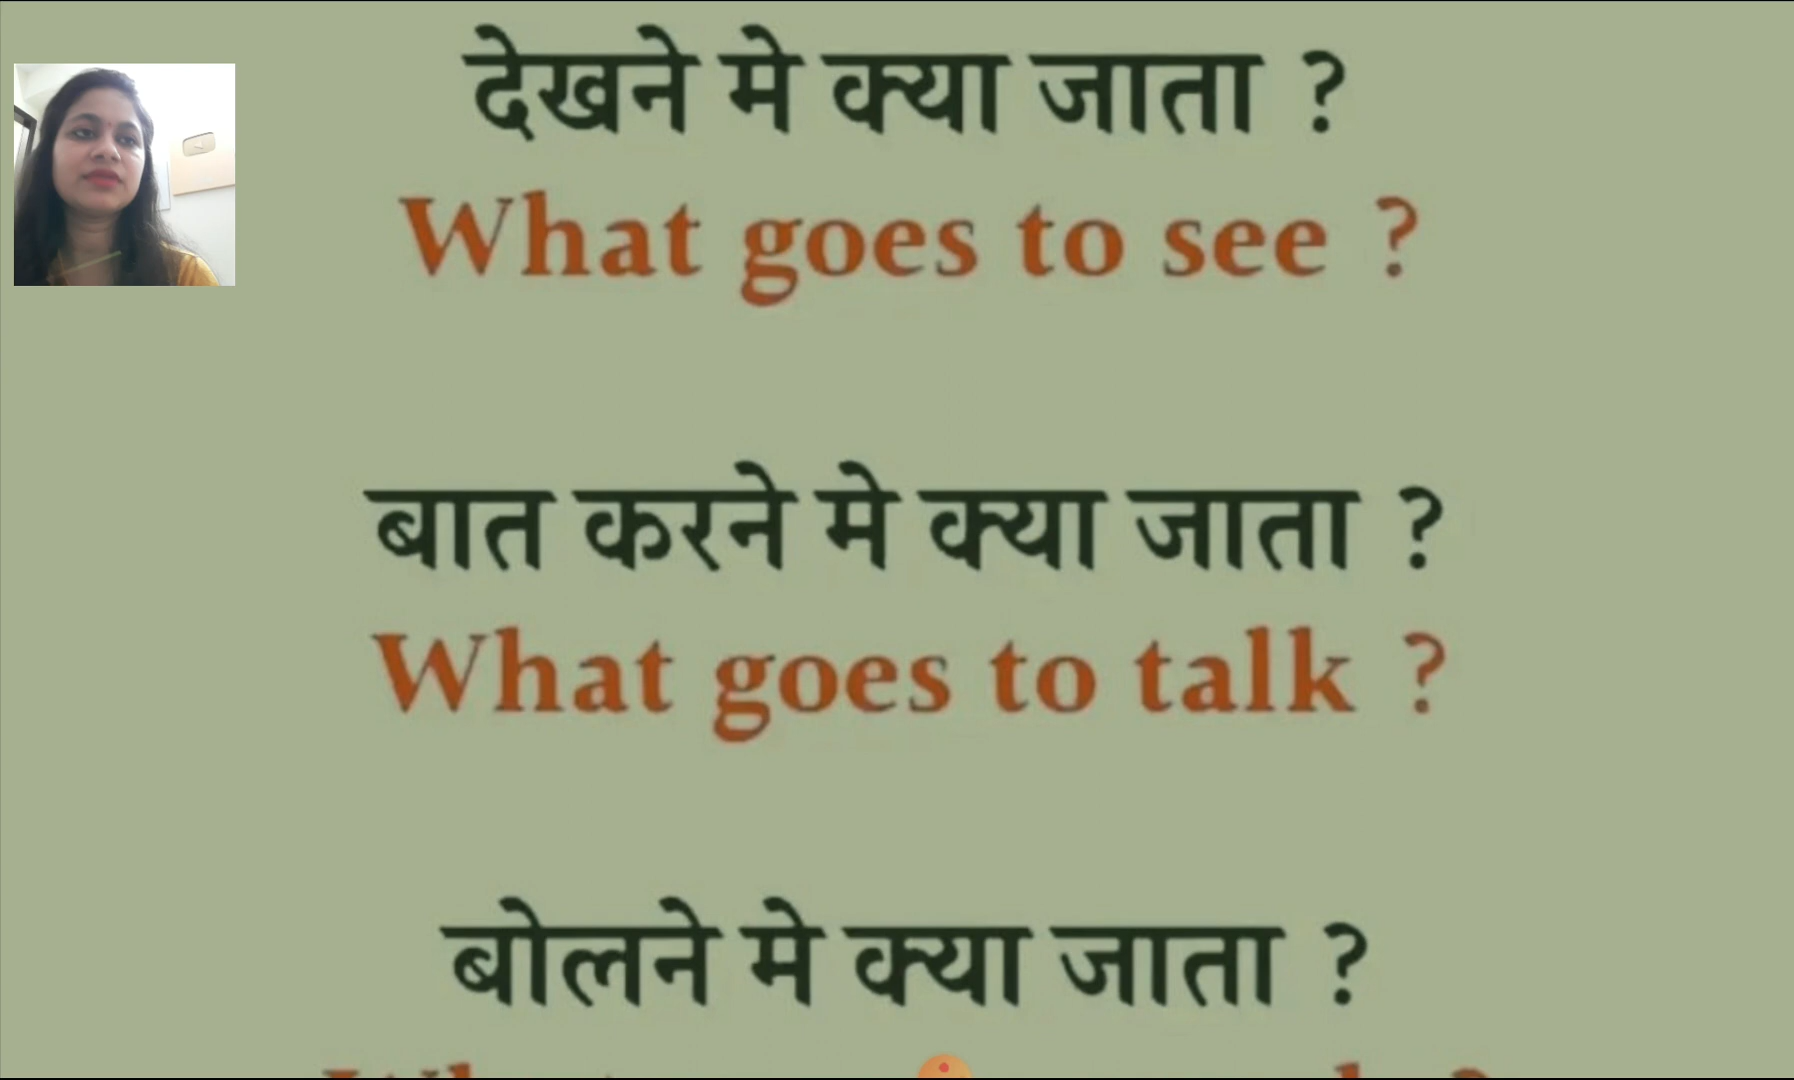 देखने मे क्या जाता ?
What goes to see ?
बात करने मे क्या जाता ?
What goes to talk ?
बोलने मे क्या जाता ?